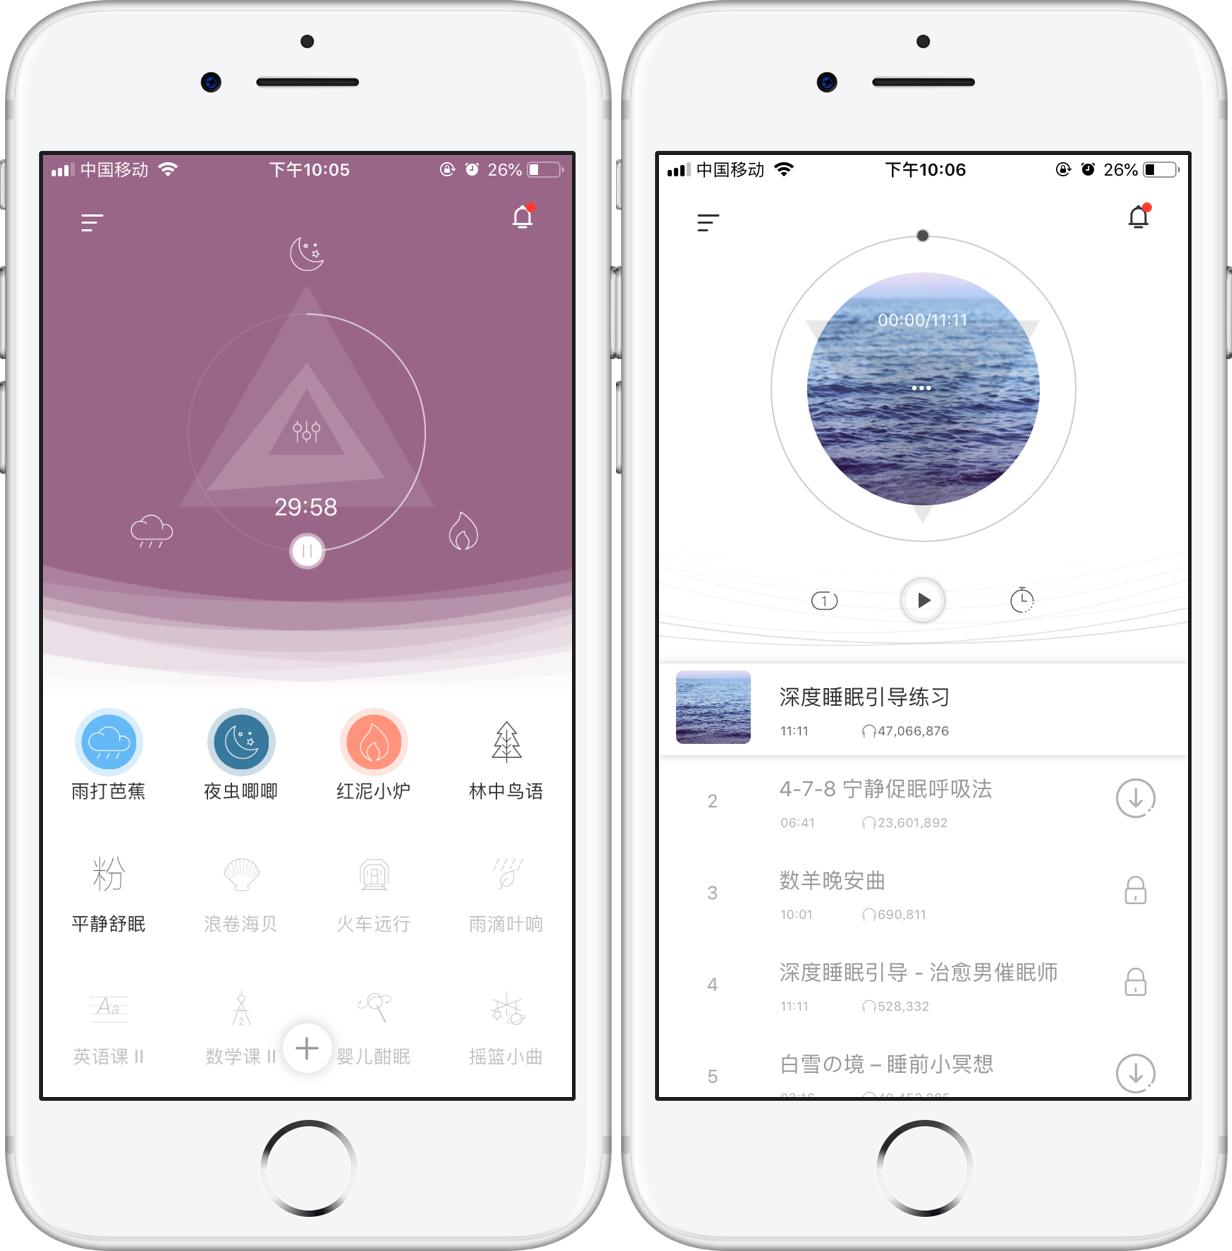 中国移动 下午10:05 26%
29:58
雨打芭蕉 夜虫唧唧 红泥小炉 林中鸟语
粉
平静舒眠 浪卷海贝 火车远行 雨滴叶响
Aa 2
英语课 II 数学课 II 婴儿酣眠 摇篮小曲
中国移动 下午10:06 26%
00:00/11:11
1
深度睡眠引导练习
11:11 47,066,876
2 4-7-8 宁静促眠呼吸法
06:41 23,601,892
3 数羊晚安曲
10:01 690,811
4 深度睡眠引导 - 治愈男催眠师
11:11 528,332
5 白雪の境 – 睡前小冥想